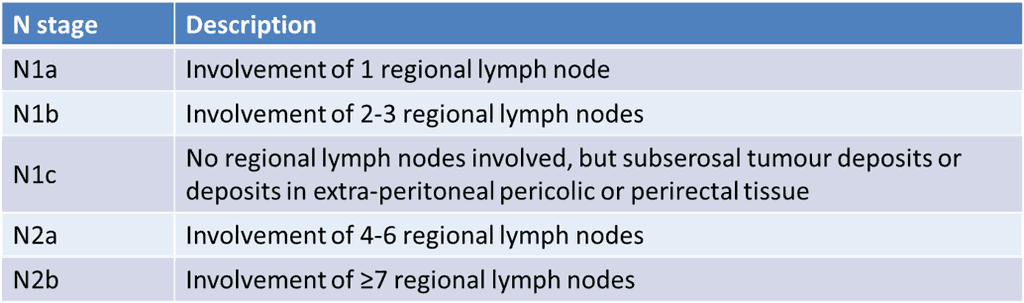 N stage Description
N1a Involvement of 1 regional lymph node
N1b Involvement of 2-3 regional lymph nodes
N1c No regional lymph nodes involved, but subserosal tumour deposits or
deposits in extra-peritoneal pericolic or perirectal tissue
N2a Involvement of 4-6 regional lymph nodes
N2b Involvement of ≥7 regional lymph nodes